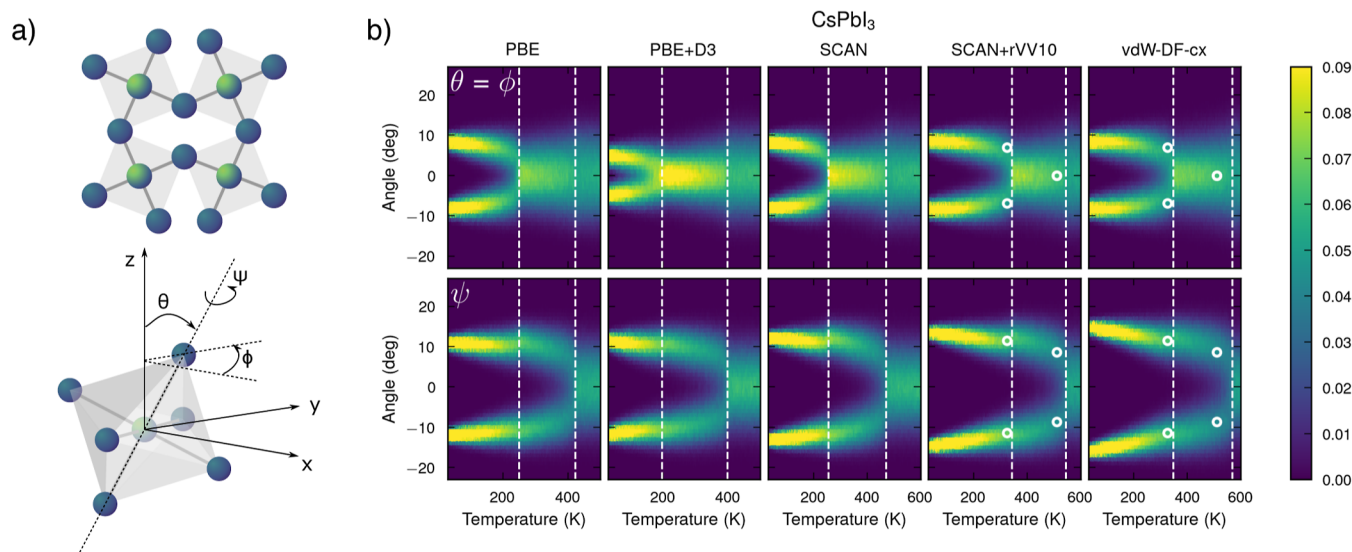 a)
z
θ
ψ
ϕ
y
x
b)
CsPbI₃
PBE
PBE+D3
SCAN
SCAN+rVV10
vdW-DF-cx
θ = ϕ
Angle (deg)
20
10
0
−10
−20
ψ
Angle (deg)
20
10
0
−10
−20
200 400
200 400
200 400 600
200 400 600
200 400 600
Temperature (K)
Temperature (K)
Temperature (K)
Temperature (K)
Temperature (K)
0.09
0.08
0.07
0.06
0.05
0.04
0.03
0.02
0.01
0.00